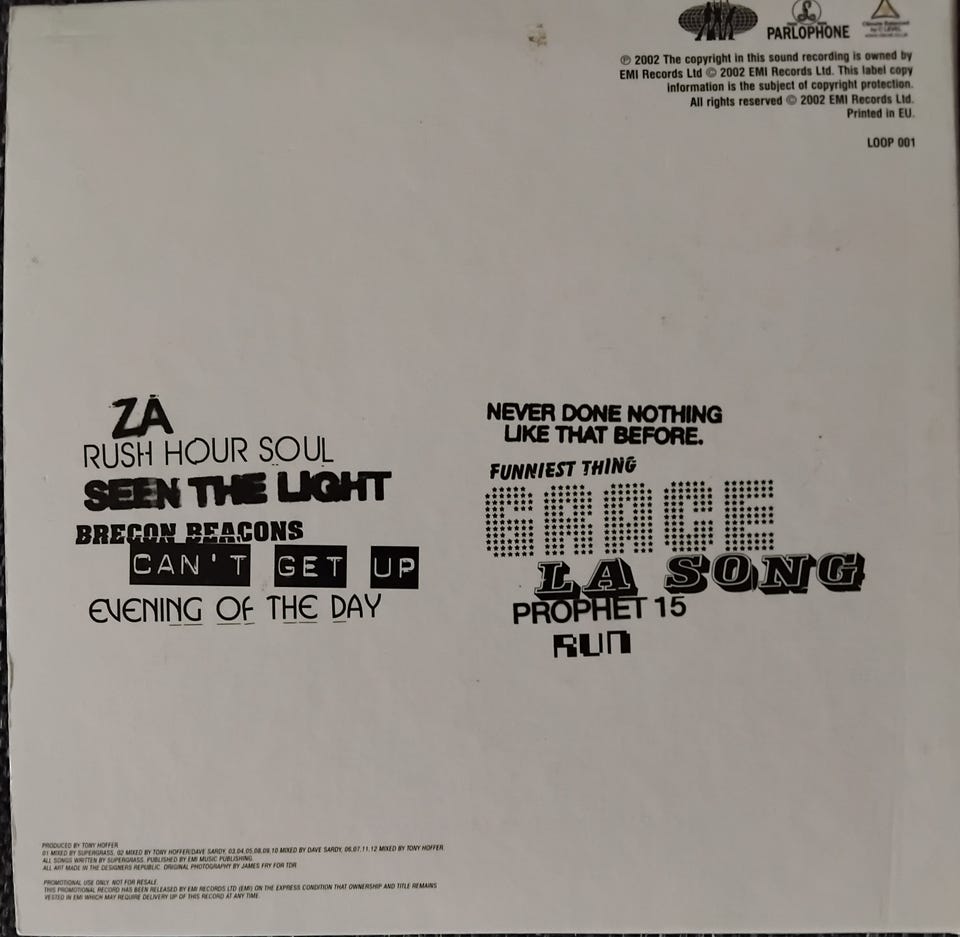 PARLOPHONE
℗ 2002 The copyright in this sound recording is owned by
EMI Records Ltd © 2002 EMI Records Ltd. This label copy
information is the subject of copyright protection.
All rights reserved © 2002 EMI Records Ltd.
Printed in EU.
LOOP 001
ZA
RUSH HOUR SOUL
SEEN THE LIGHT
BRECON BEACONS
CAN'T GET UP
EVENING OF THE DAY
NEVER DONE NOTHING
LIKE THAT BEFORE.
FUNNIEST THING
GRACE
LA SONG
PROPHET 15
RUN
PRODUCED BY TONY HOFFER
01 MIXED BY SUPERGRASS. 02 MIXED BY TONY HOFFER/DAVE SARDY, 03,04,05,08,09,10 MIXED BY DAVE SARDY, 06,07,11,12 MIXED BY TONY HOFFER.
ALL SONGS WRITTEN BY SUPERGRASS. PUBLISHED BY EMI MUSIC PUBLISHING.
ALL ART MADE IN THE DESIGNERS REPUBLIC. ORIGINAL PHOTOGRAPHY BY JAMES FRY FOR TDR
PROMOTIONAL USE ONLY. NOT FOR RESALE.
THIS PROMOTIONAL RECORD HAS BEEN RELEASED BY EMI RECORDS LTD (EMI) ON THE EXPRESS CONDITION THAT OWNERSHIP AND TITLE REMAINS
VESTED IN EMI WHICH MAY REQUIRE DELIVERY UP OF THIS RECORD AT ANY TIME.